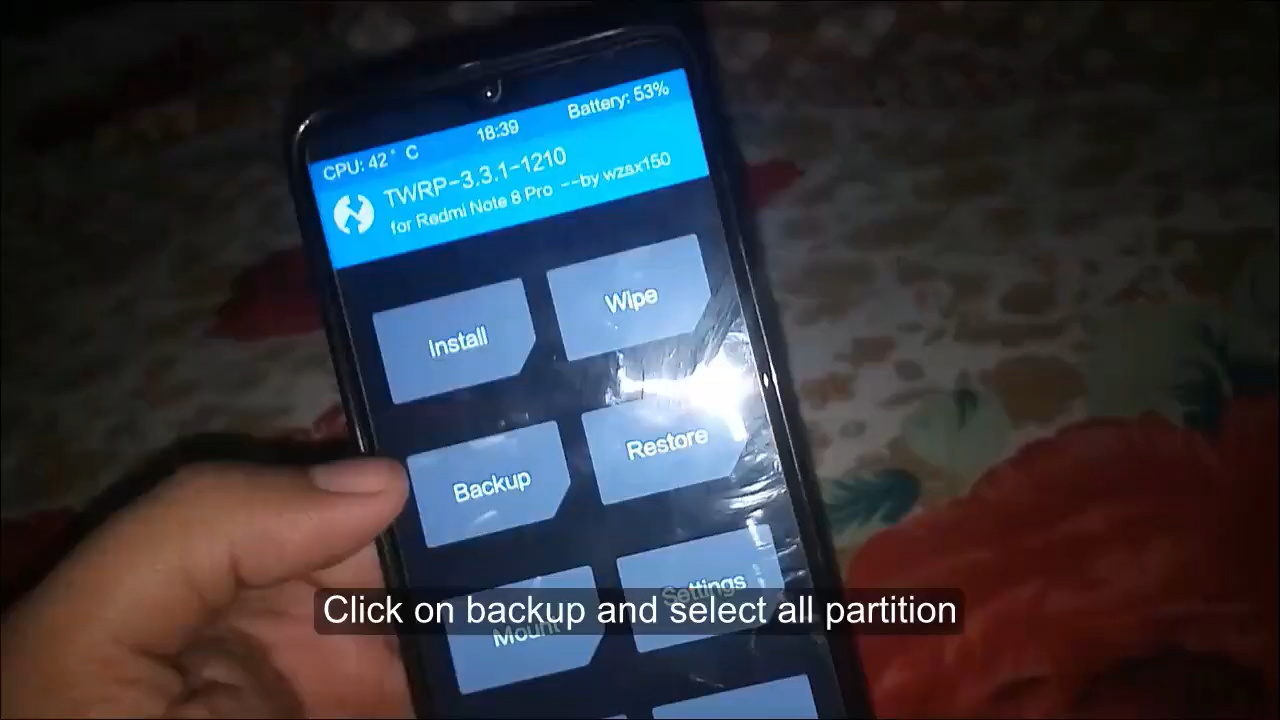 CPU: 42° C 18:39 Battery: 53%
TWRP-3.3.1-1210
for Redmi Note 8 Pro --by wzsx150
Install Wipe
Backup Restore
Mount Settings
Click on backup and select all partition